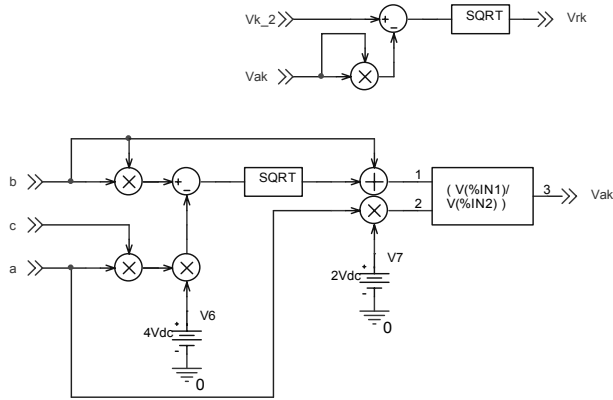 Vk_2
+
-
SQRT
Vrk
Vak
b
+
-
SQRT
1
( V(%IN1)/
V(%IN2) )
3
Vak
2
c
a
V7
+
2Vdc
-
0
V6
+
4Vdc
-
0